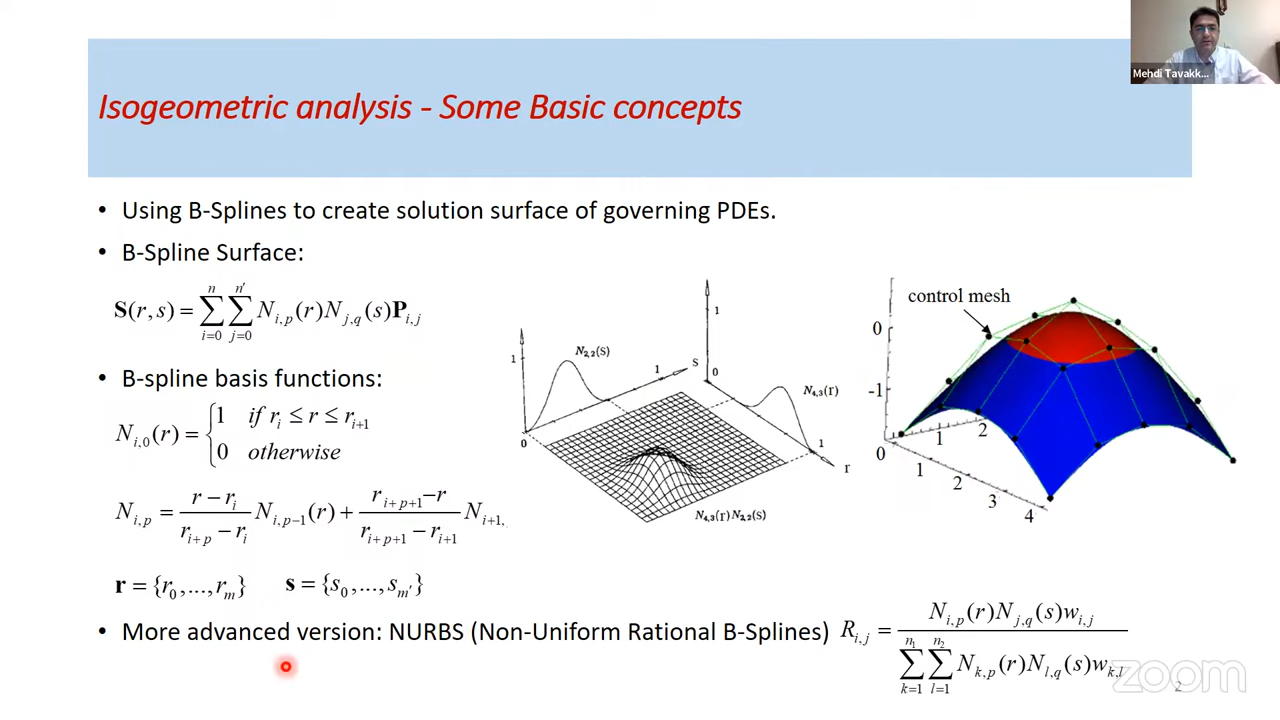 Mehdi Tavakk...
Isogeometric analysis - Some Basic concepts
• Using B-Splines to create solution surface of governing PDEs.
• B-Spline Surface:
S(r, s) = ∑_{i=0}^{n} ∑_{j=0}^{n′} N_{i,p}(r) N_{j,q}(s) P_{i,j}
• B-spline basis functions:
N_{i,0}(r) = { 1 if r_i ≤ r ≤ r_{i+1}
0 otherwise
N_{i,p} = (r − r_i)/(r_{i+p} − r_i) N_{i,p−1}(r) + (r_{i+p+1} − r)/(r_{i+p+1} − r_{i+1}) N_{i+1,
r = {r_0,...,r_m} s = {s_0,...,s_{m′}}
• More advanced version: NURBS (Non-Uniform Rational B-Splines)
R_{i,j} = N_{i,p}(r) N_{j,q}(s) w_{i,j} / ∑_{k=1}^{n_1} ∑_{l=1}^{n_2} N_{k,p}(r) N_{l,q}(s) w_{k,l}
1
N_{2,2}(s)
1
s
0
1
0
N_{4,3}(r)
1
r
N_{4,3}(r) N_{2,2}(s)
control mesh
0
-1
0
1
2
1
2
3
4
zoom
2